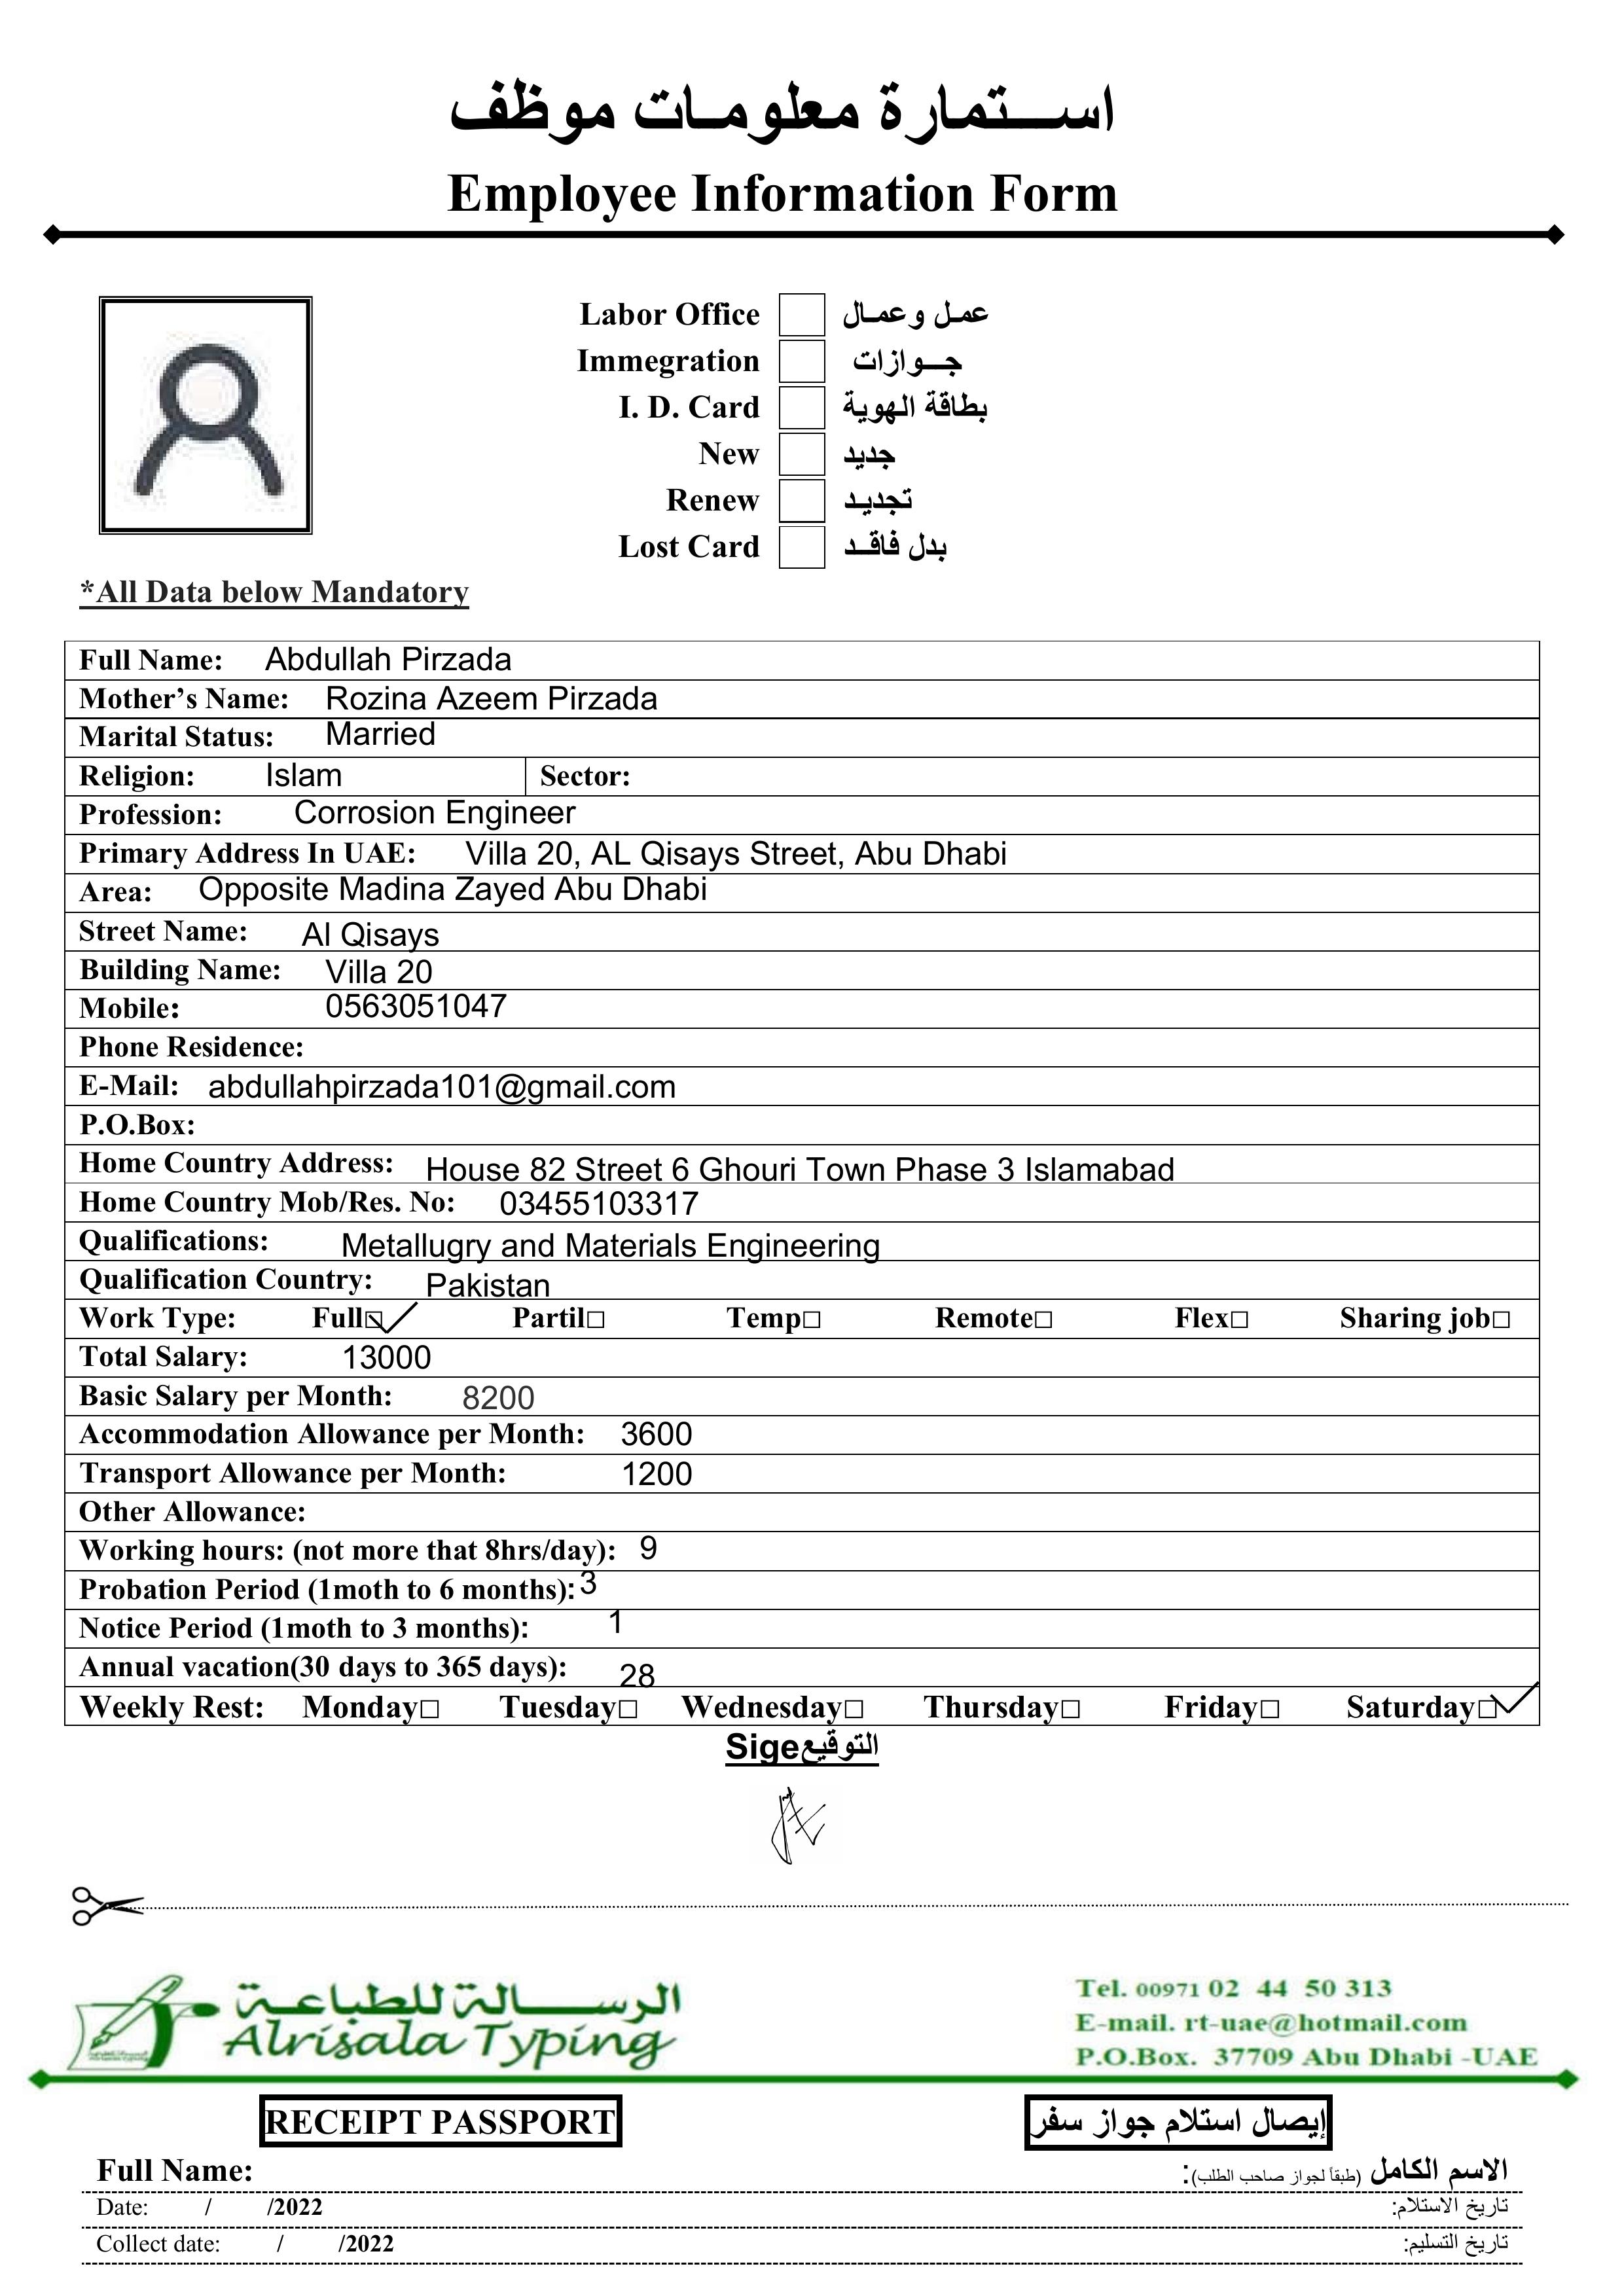 اســتمارة معلومـات موظف
Employee Information Form
Labor Office عمـل وعمـال
Immegration جـوازات
I. D. Card بطاقة الهوية
New جديد
Renew تجديـد
Lost Card بدل فاقـد
*All Data below Mandatory
Full Name: Abdullah Pirzada
Mother’s Name: Rozina Azeem Pirzada
Marital Status: Married
Religion: Islam Sector:
Profession: Corrosion Engineer
Primary Address In UAE: Villa 20, AL Qisays Street, Abu Dhabi
Area: Opposite Madina Zayed Abu Dhabi
Street Name: Al Qisays
Building Name: Villa 20
Mobile: 0563051047
Phone Residence:
E-Mail: abdullahpirzada101@gmail.com
P.O.Box:
Home Country Address: House 82 Street 6 Ghouri Town Phase 3 Islamabad
Home Country Mob/Res. No: 03455103317
Qualifications: Metallugry and Materials Engineering
Qualification Country: Pakistan
Work Type: Full☑ Partil□ Temp□ Remote□ Flex□ Sharing job□
Total Salary: 13000
Basic Salary per Month: 8200
Accommodation Allowance per Month: 3600
Transport Allowance per Month: 1200
Other Allowance:
Working hours: (not more that 8hrs/day): 9
Probation Period (1moth to 6 months): 3
Notice Period (1moth to 3 months): 1
Annual vacation(30 days to 365 days): 28
Weekly Rest: Monday□ Tuesday□ Wednesday□ Thursday□ Friday□ Saturday☑
Sigeالتوقيع
الرســالة للطباعـة
Alrisala Typing
Tel. 00971 02 44 50 313
E-mail. rt-uae@hotmail.com
P.O.Box. 37709 Abu Dhabi -UAE
RECEIPT PASSPORT إيصال استلام جواز سفر
Full Name: الاسم الكامل (طبقاً لجواز صاحب الطلب):
Date: / /2022 تاريخ الاستلام:
Collect date: / /2022 تاريخ التسليم: